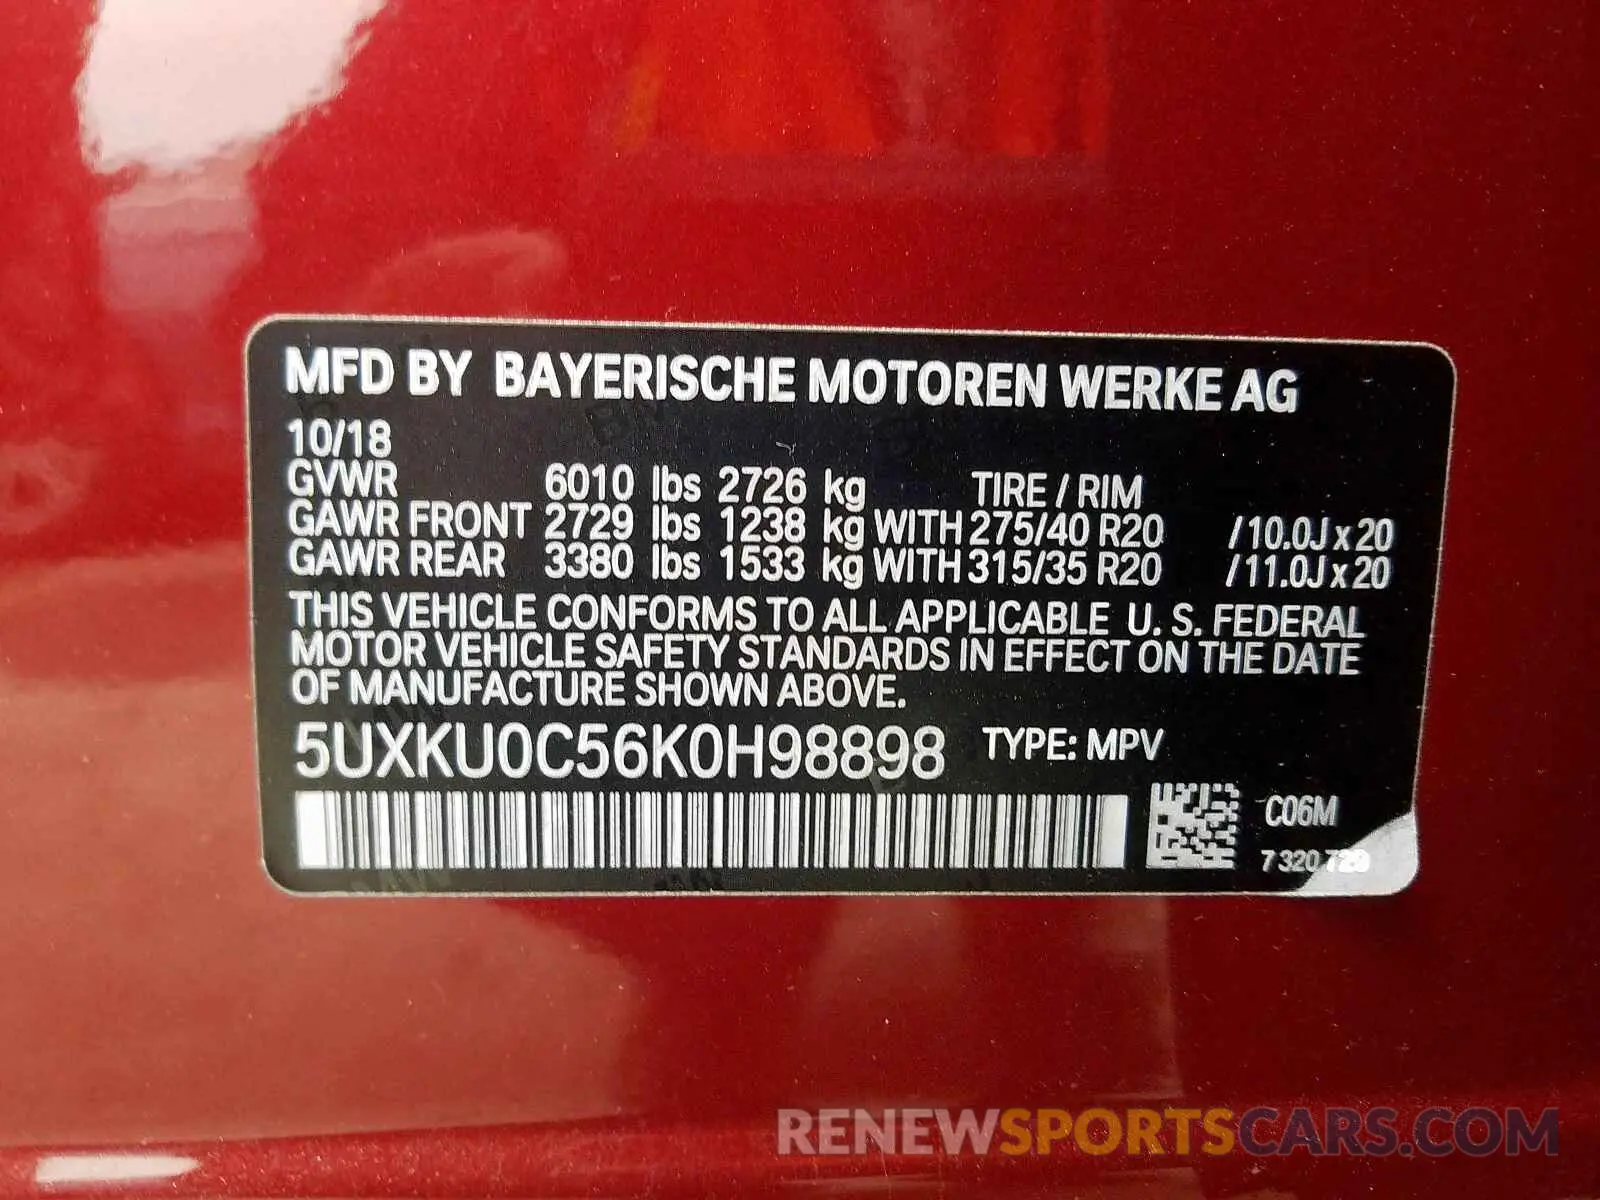 MFD BY BAYERISCHE MOTOREN WERKE AG
10/18
GVWR 6010 lbs 2726 kg TIRE / RIM
GAWR FRONT 2729 lbs 1238 kg WITH 275/40 R20 /10.0J x 20
GAWR REAR 3380 lbs 1533 kg WITH 315/35 R20 /11.0J x 20
THIS VEHICLE CONFORMS TO ALL APPLICABLE U. S. FEDERAL
MOTOR VEHICLE SAFETY STANDARDS IN EFFECT ON THE DATE
OF MANUFACTURE SHOWN ABOVE.
5UXKU0C56K0H98898 TYPE: MPV
C06M
7 320
RENEWSPORTSCARS.COM